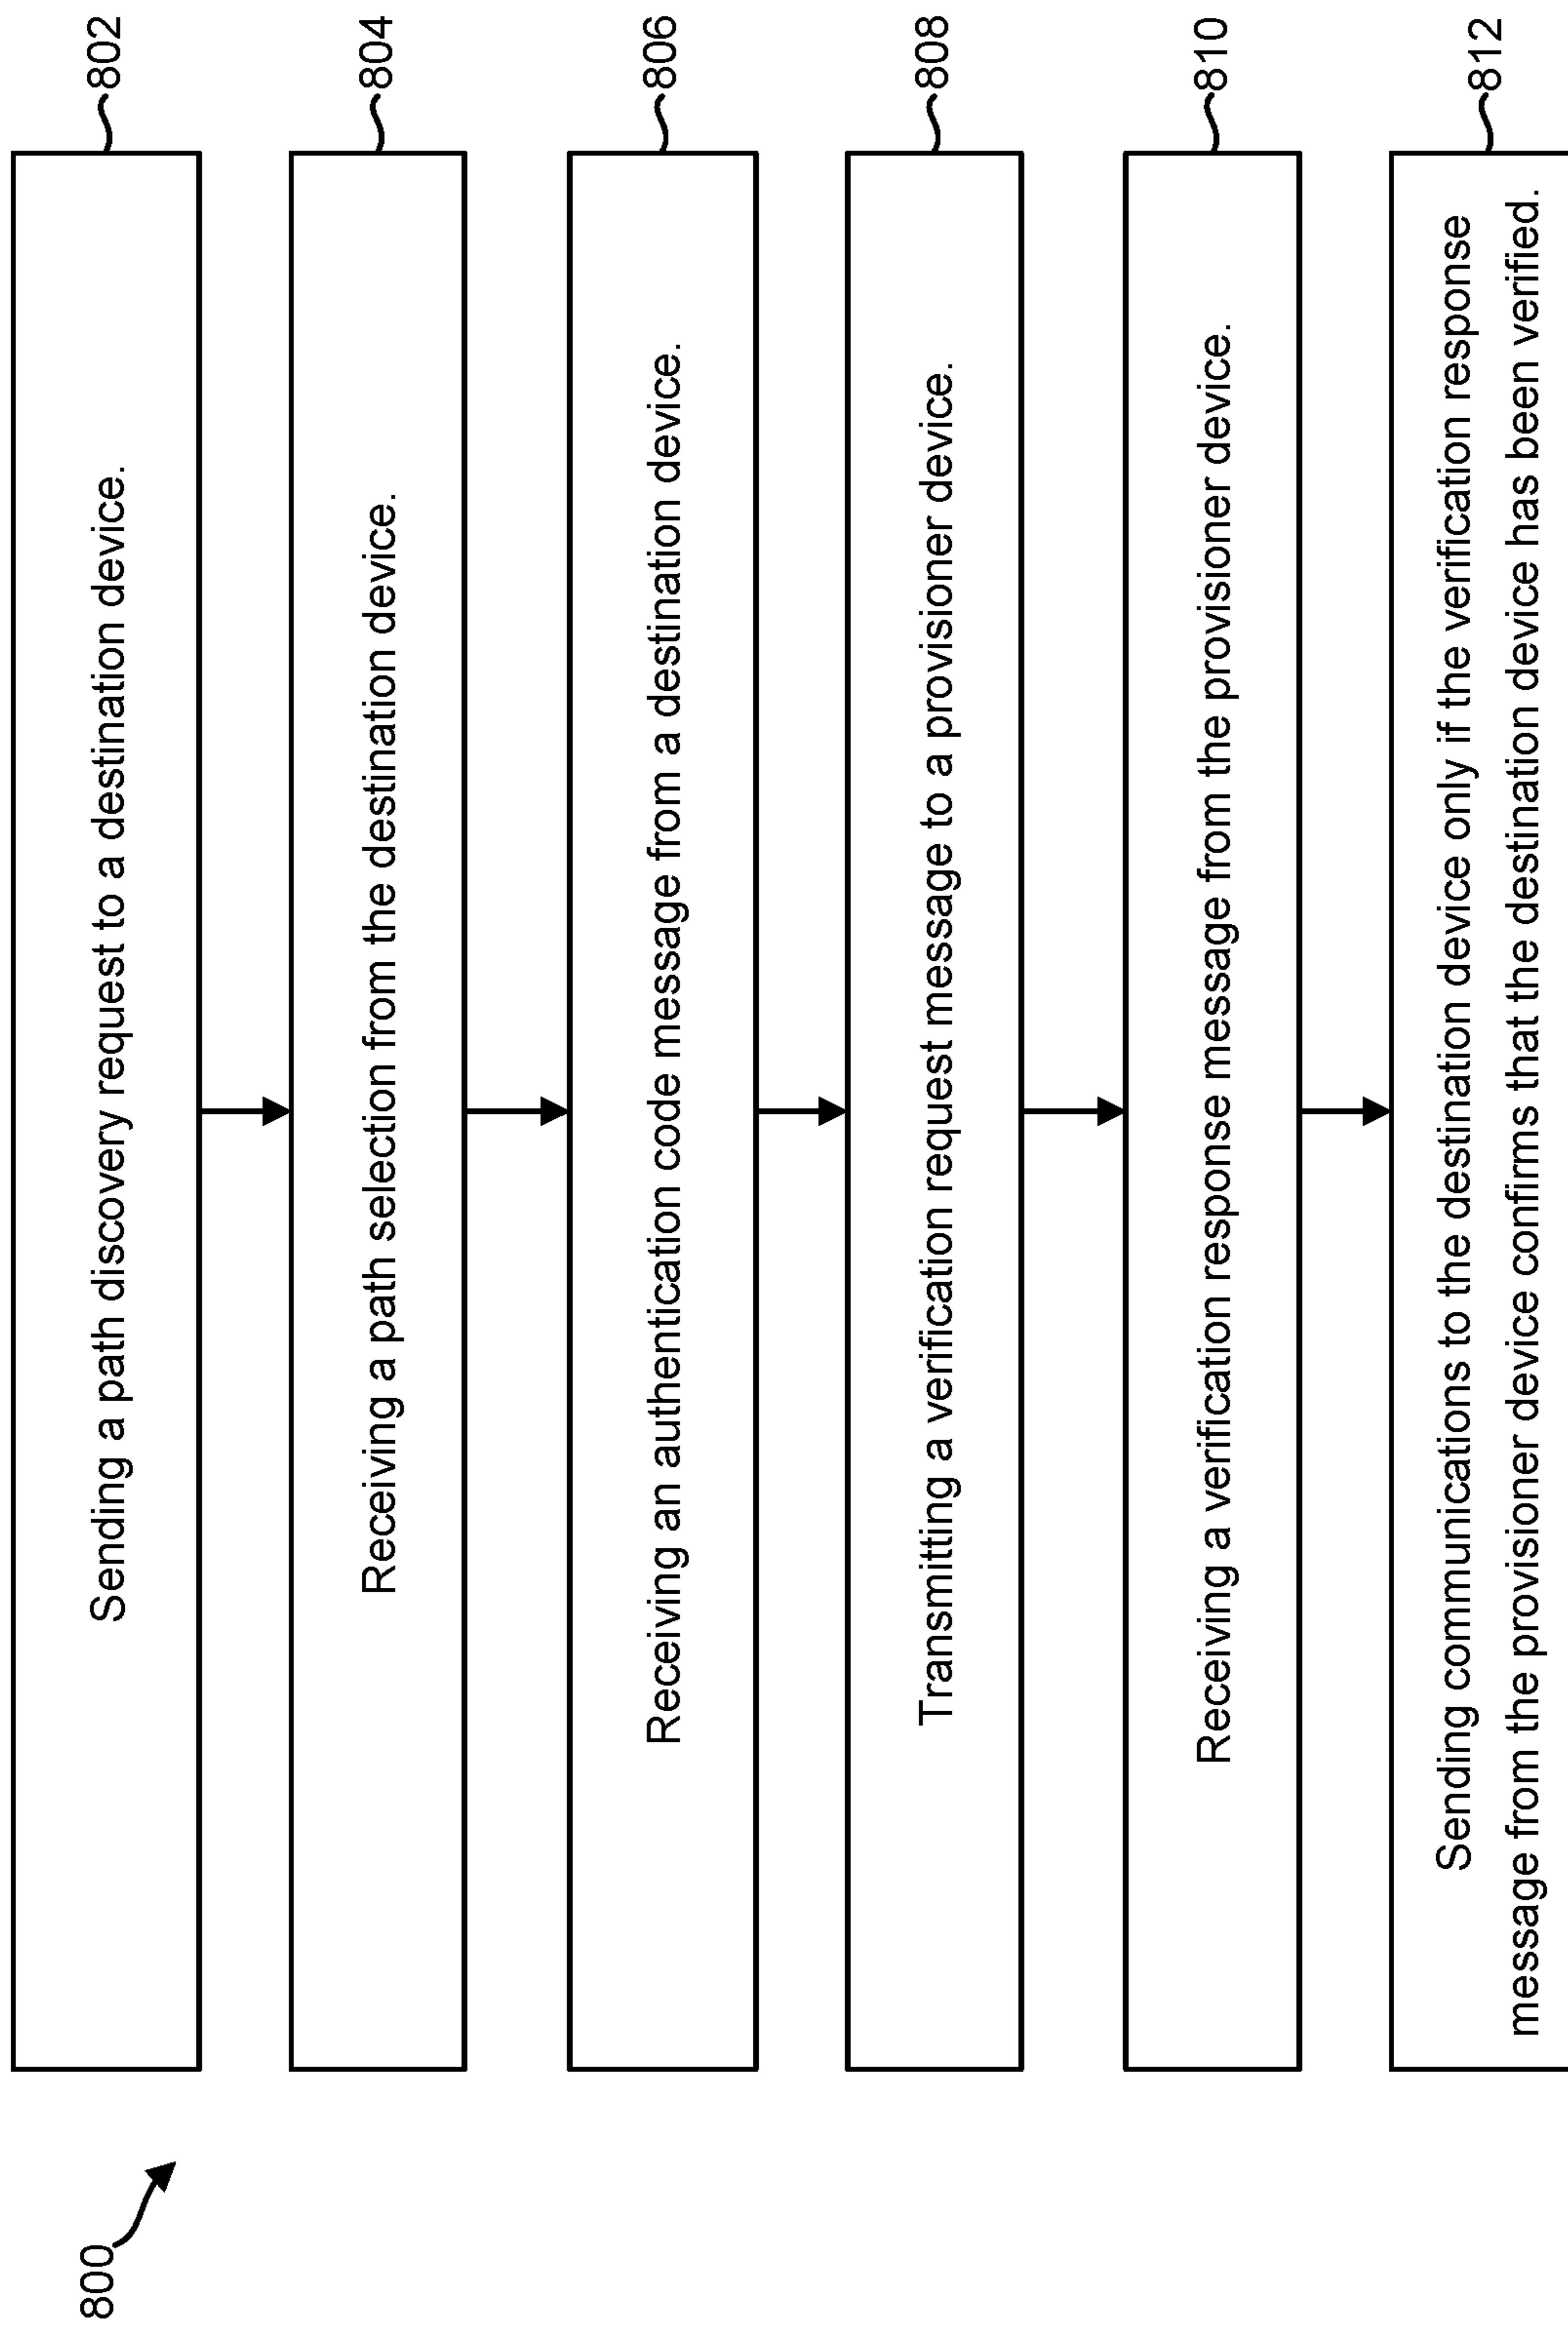 800
Sending a path discovery request to a destination device.
802
Receiving a path selection from the destination device.
804
Receiving an authentication code message from a destination device.
806
Transmitting a verification request message to a provisioner device.
808
Receiving a verification response message from the provisioner device.
810
Sending communications to the destination device only if the verification response
message from the provisioner device confirms that the destination device has been verified.
812